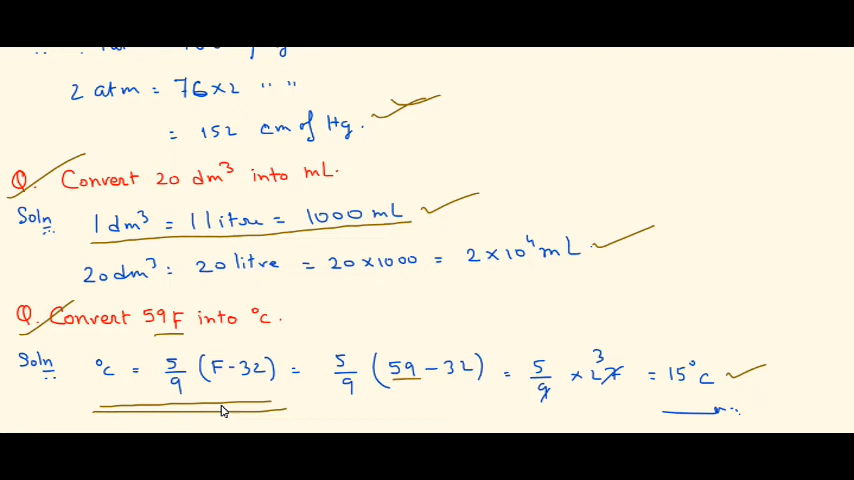 2 atm = 76×2 " "
= 152 cm of Hg.
Q. Convert 20 dm³ into mL.
Soln 1 dm³ = 1 litre = 1000 mL
20 dm³ = 20 litre = 20×1000 = 2×10⁴ mL
Q. Convert 59F into °c.
Soln °c = 5/9 (F-32) = 5/9 (59-32) = 5/9 × 27 3 = 15°c